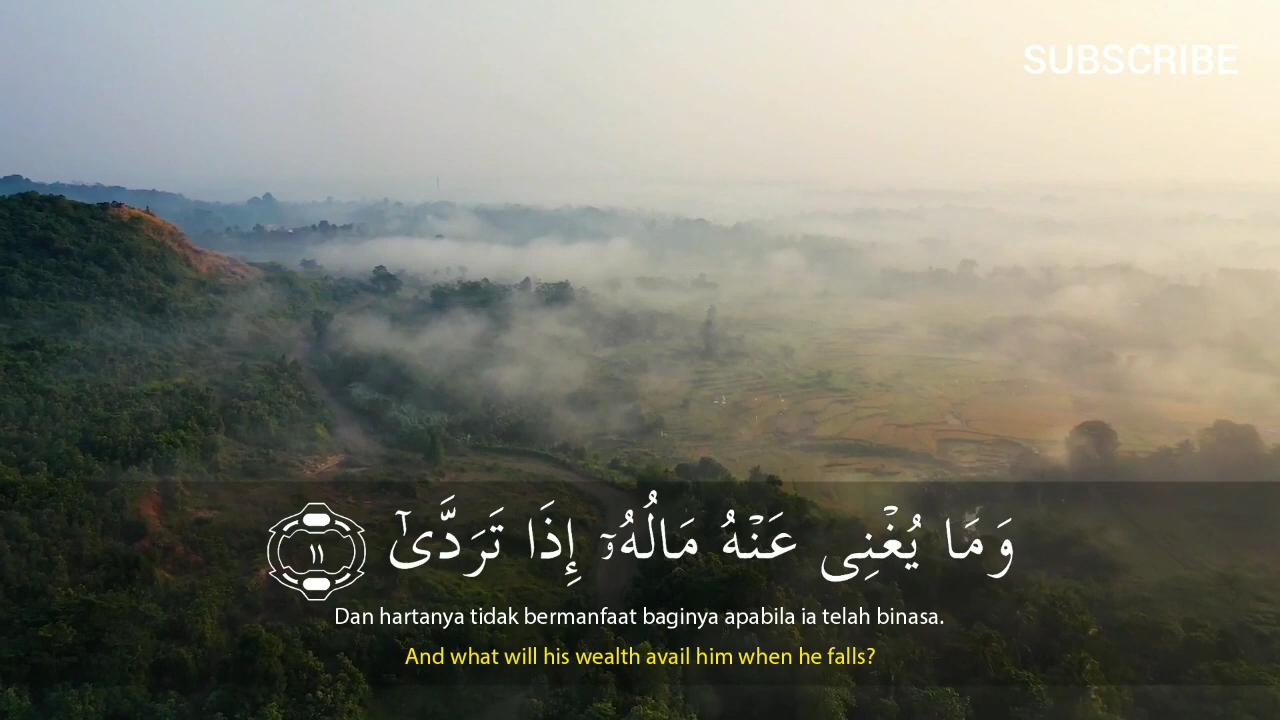 SUBSCRIBE
وَمَا يُغْنِى عَنْهُ مَالُهُۥٓ إِذَا تَرَدَّىٰٓ ١١
Dan hartanya tidak bermanfaat baginya apabila ia telah binasa.
And what will his wealth avail him when he falls?